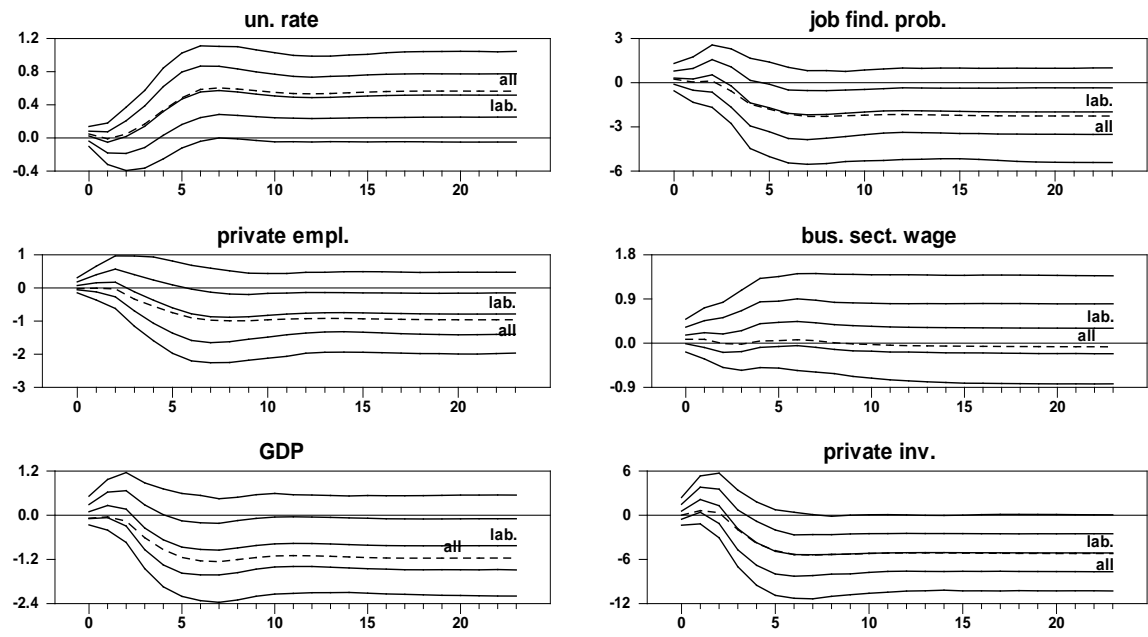 un. rate
1.2
0.8
0.4
0.0
-0.4
all
lab.
0 5 10 15 20
job find. prob.
3
0
-3
-6
lab.
all
0 5 10 15 20
private empl.
1
0
-1
-2
-3
lab.
all
0 5 10 15 20
bus. sect. wage
1.8
0.9
0.0
-0.9
lab.
all
0 5 10 15 20
GDP
1.2
0.0
-1.2
-2.4
lab.
all
0 5 10 15 20
private inv.
6
0
-6
-12
lab.
all
0 5 10 15 20